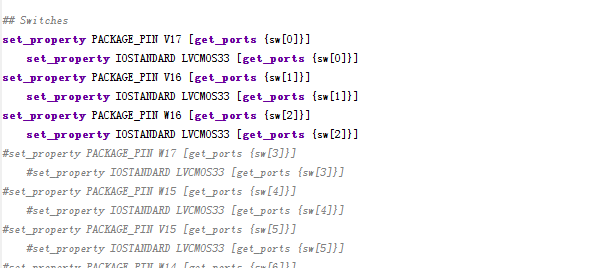 ## Switches
set_property PACKAGE_PIN V17 [get_ports {sw[0]}]
set_property IOSTANDARD LVCMOS33 [get_ports {sw[0]}]
set_property PACKAGE_PIN V16 [get_ports {sw[1]}]
set_property IOSTANDARD LVCMOS33 [get_ports {sw[1]}]
set_property PACKAGE_PIN W16 [get_ports {sw[2]}]
set_property IOSTANDARD LVCMOS33 [get_ports {sw[2]}]
#set_property PACKAGE_PIN W17 [get_ports {sw[3]}]
#set_property IOSTANDARD LVCMOS33 [get_ports {sw[3]}]
#set_property PACKAGE_PIN W15 [get_ports {sw[4]}]
#set_property IOSTANDARD LVCMOS33 [get_ports {sw[4]}]
#set_property PACKAGE_PIN V15 [get_ports {sw[5]}]
#set_property IOSTANDARD LVCMOS33 [get_ports {sw[5]}]
#set_property PACKAGE_PIN W14 [get_ports {sw[6]}]